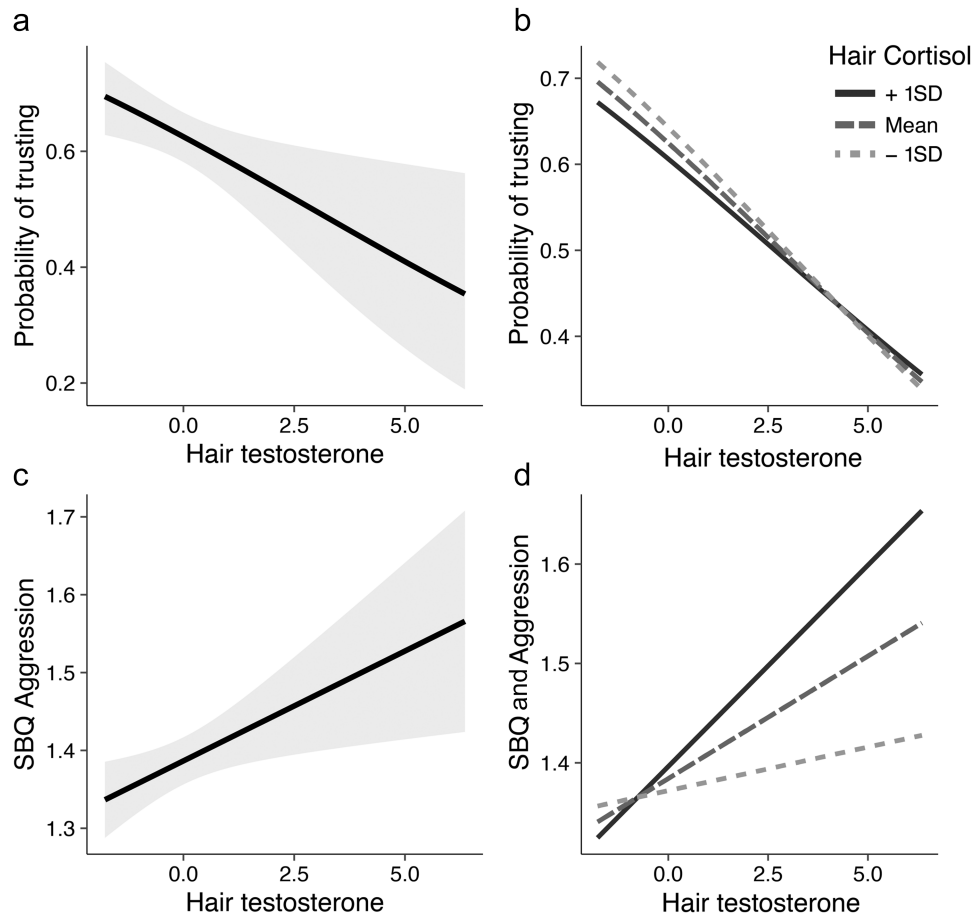 a
Probability of trusting
0.6
0.4
0.2
0.0 2.5 5.0
Hair testosterone
b
Hair Cortisol
+ 1SD
Mean
− 1SD
Probability of trusting
0.7
0.6
0.5
0.4
0.0 2.5 5.0
Hair testosterone
c
SBQ Aggression
1.7
1.6
1.5
1.4
1.3
0.0 2.5 5.0
Hair testosterone
d
SBQ and Aggression
1.6
1.5
1.4
0.0 2.5 5.0
Hair testosterone